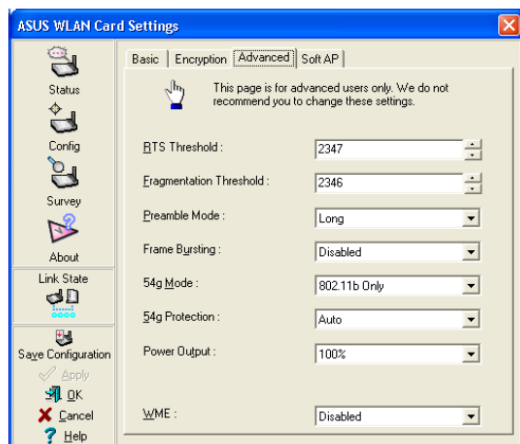 ASUS WLAN Card Settings
Status
Config
Survey
About
Link State
Save Configuration
Apply
OK
Cancel
Help
Basic
Encryption
Advanced
Soft AP
This page is for advanced users only. We do not
recommend you to change these settings.
RTS Threshold :
2347
Fragmentation Threshold :
2346
Preamble Mode :
Long
Frame Bursting :
Disabled
54g Mode :
802.11b Only
54g Protection :
Auto
Power Output :
100%
WME :
Disabled